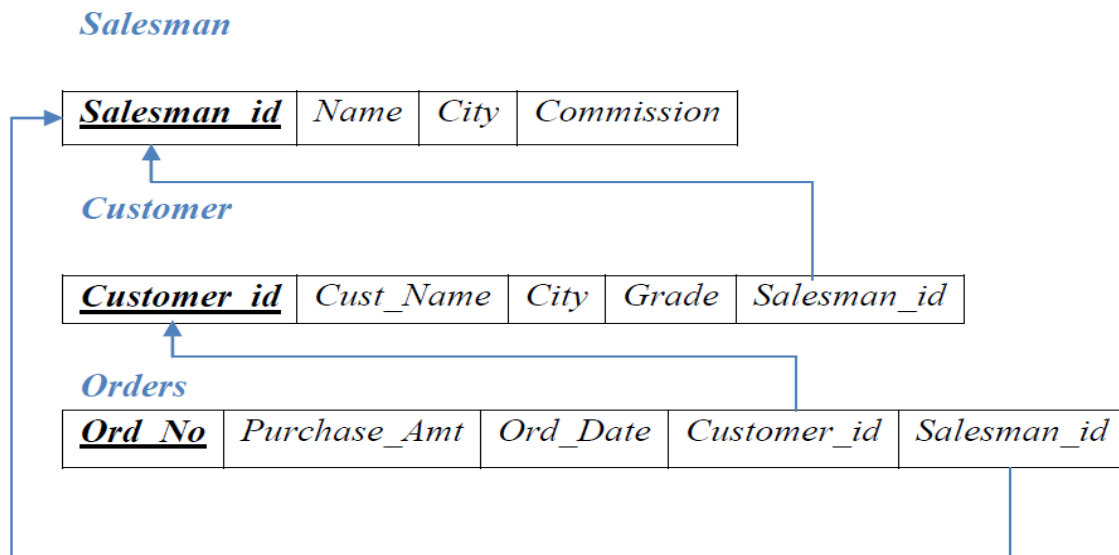 Salesman
Salesman_id Name City Commission
Customer
Customer_id Cust_Name City Grade Salesman_id
Orders
Ord_No Purchase_Amt Ord_Date Customer_id Salesman_id